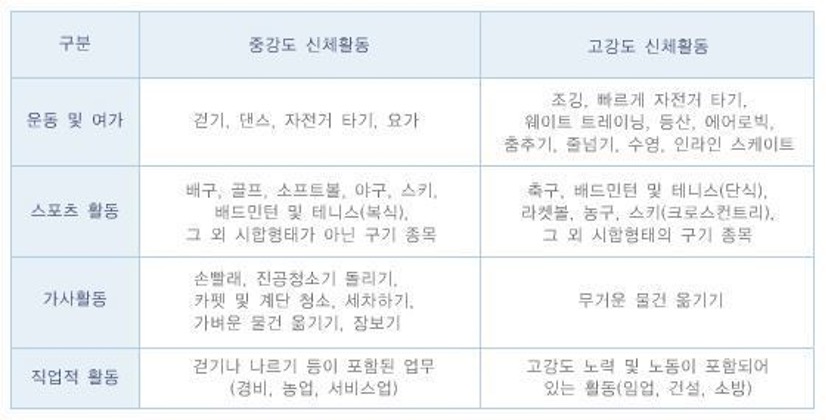 구분
중강도 신체활동
고강도 신체활동
운동 및 여가
걷기, 댄스, 자전거 타기, 요가
조깅, 빠르게 자전거 타기,
웨이트 트레이닝, 등산, 에어로빅,
춤추기, 줄넘기, 수영, 인라인 스케이트
스포츠 활동
배구, 골프, 소프트볼, 야구, 스키,
배드민턴 및 테니스(복식),
그 외 시합형태가 아닌 구기 종목
축구, 배드민턴 및 테니스(단식),
라켓볼, 농구, 스키(크로스컨트리),
그 외 시합형태의 구기 종목
가사활동
손빨래, 진공청소기 돌리기,
카펫 및 계단 청소, 세차하기,
가벼운 물건 옮기기, 장보기
무거운 물건 옮기기
직업적 활동
걷기나 나르기 등이 포함된 업무
(경비, 농업, 서비스업)
고강도 노력 및 노동이 포함되어
있는 활동(임업, 건설, 소방)